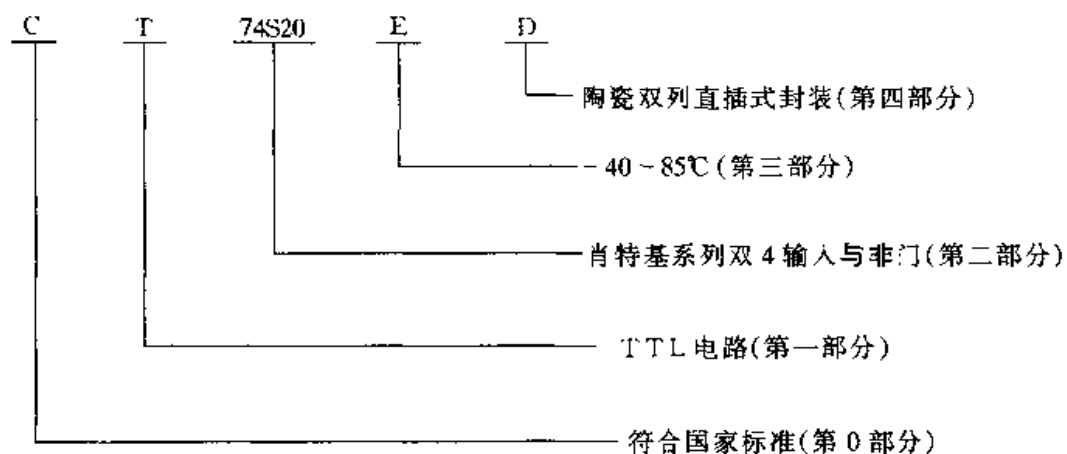 C T 74S20 E D
陶瓷双列直插式封装(第四部分)
-40~85℃(第三部分)
肖特基系列双4输入与非门(第二部分)
TTL电路(第一部分)
符合国家标准(第0部分)